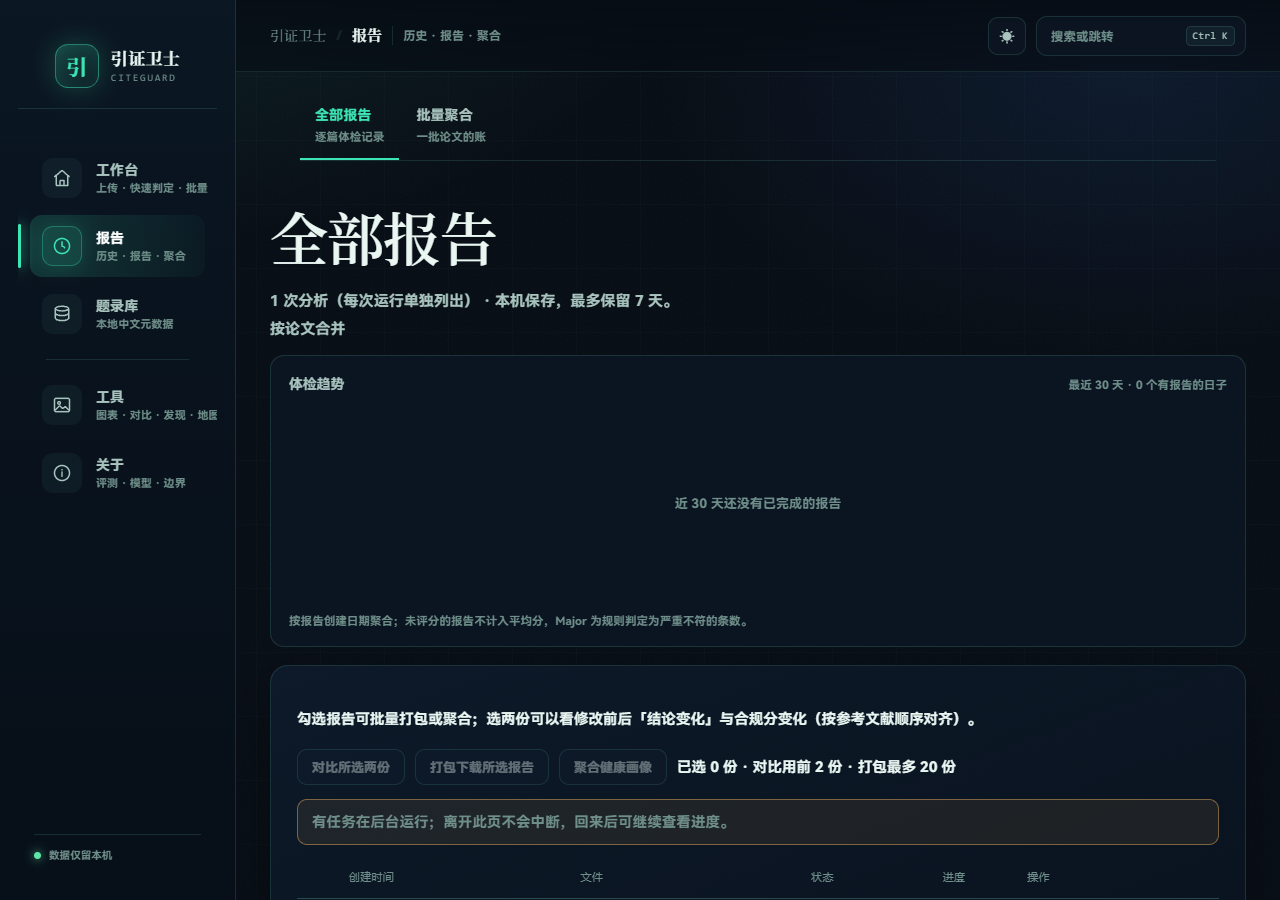 引
引证卫士
CITEGUARD
工作台
上传 · 快速判定 · 批量
报告
历史 · 报告 · 聚合
题录库
本地中文元数据
工具
图表 · 对比 · 发现 · 地图
关于
评测 · 模型 · 边界
数据仅留本机
引证卫士 / 报告 历史 · 报告 · 聚合
搜索或跳转 Ctrl K
全部报告 批量聚合
逐篇体检记录 一批论文的账
全部报告
1 次分析（每次运行单独列出） · 本机保存，最多保留 7 天。
按论文合并
体检趋势 最近 30 天 · 0 个有报告的日子
近 30 天还没有已完成的报告
按报告创建日期聚合；未评分的报告不计入平均分，Major 为规则判定为严重不符的条数。
勾选报告可批量打包或聚合；选两份可以看修改前后「结论变化」与合规分变化（按参考文献顺序对齐）。
对比所选两份 打包下载所选报告 聚合健康画像 已选 0 份 · 对比用前 2 份 · 打包最多 20 份
有任务在后台运行；离开此页不会中断，回来后可继续查看进度。
创建时间 文件 状态 进度 操作